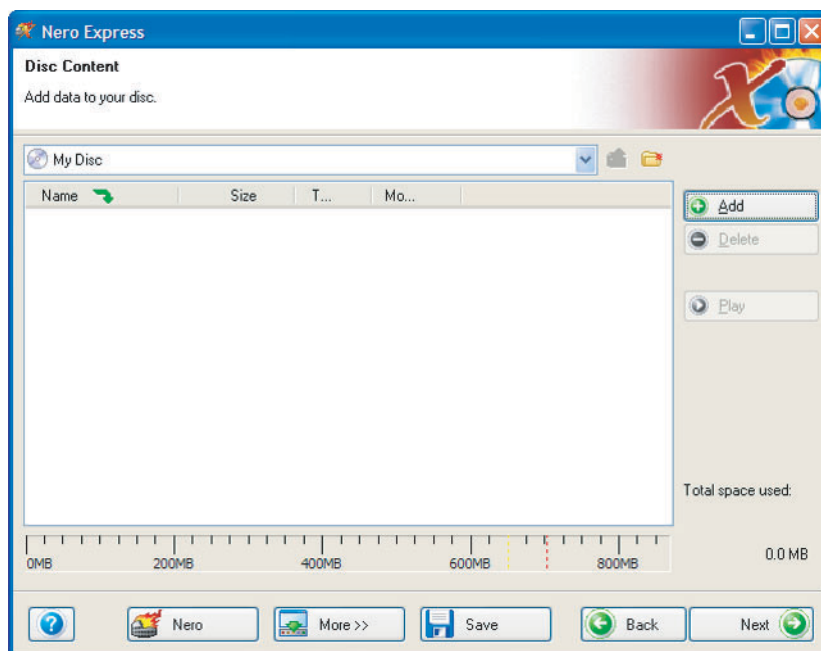 Nero Express
Disc Content
Add data to your disc.
My Disc
Name Size T... Mo...
Add
Delete
Play
Total space used:
0MB 200MB 400MB 600MB 800MB
0.0 MB
Nero More >> Save Back Next